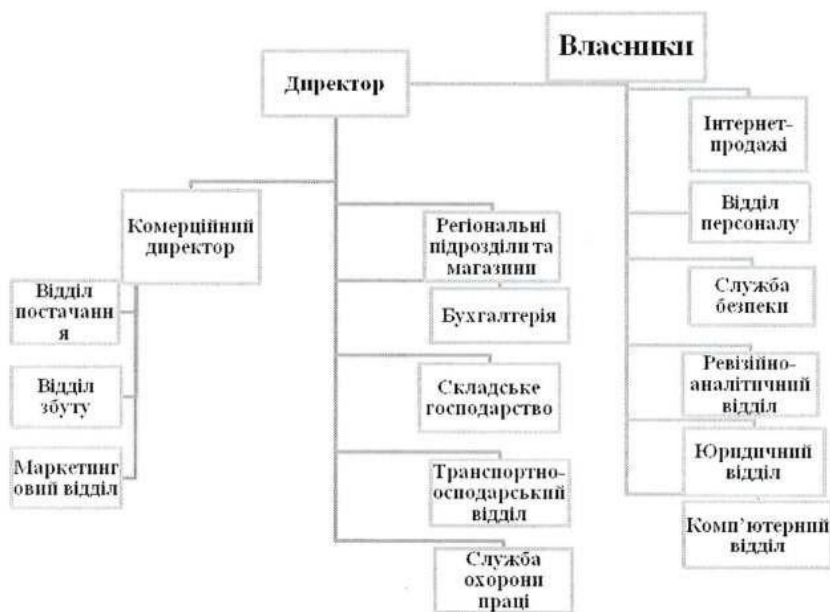 Власники
Директор
Інтернет-
продажі
Комерційний
директор
Відділ
персоналу
Регіональні
підрозділи та
магазини
Служба
безпеки
Відділ
постачанн
я
Бухгалтерія
Ревізійно-
аналітичний
відділ
Відділ
збуту
Складське
господарство
Юридичний
відділ
Маркетинг
овий відділ
Транспортно-
осподарський
відділ
Комп’ютерний
відділ
Служба
охорони
праці